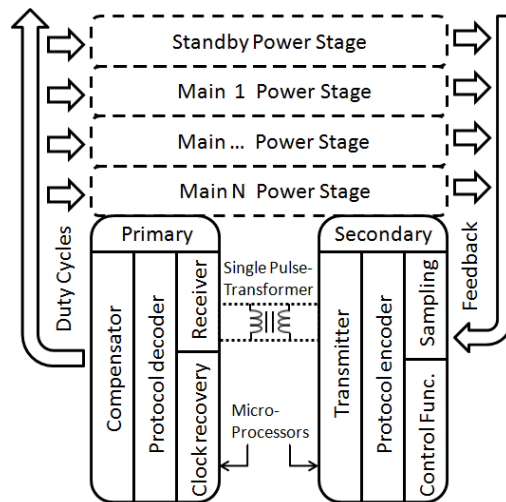 Standby Power Stage
Main 1 Power Stage
Main ... Power Stage
Main N Power Stage
Duty Cycles
Feedback
Primary
Secondary
Compensator
Protocol decoder
Receiver
Clock recovery
Single Pulse-
Transformer
Micro-
Processors
Transmitter
Protocol encoder
Sampling
Control Func.